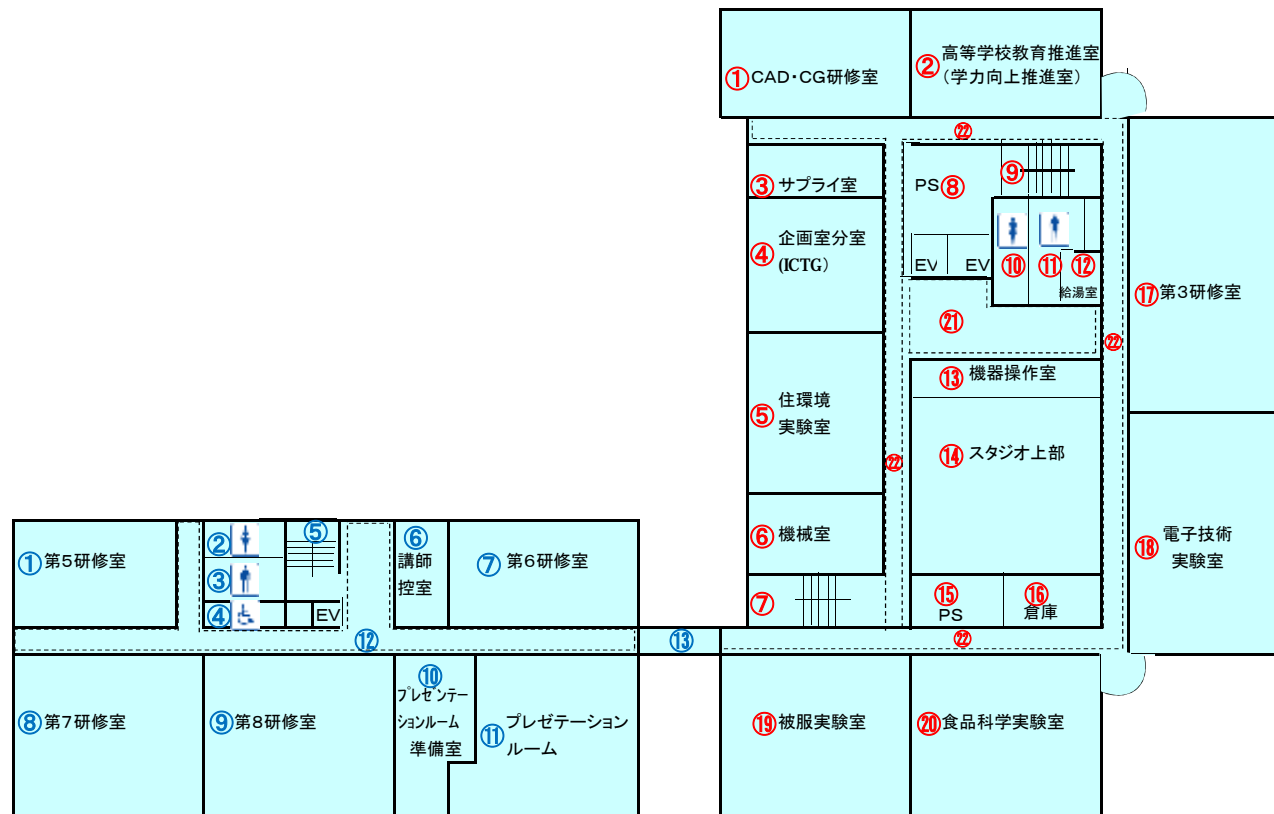 ①CAD・CG研修室
②高等学校教育推進室
（学力向上推進室）
㉒
③サプライ室
PS⑧
⑨
④企画室分室
(ICTG）
EV
EV
⑩
⑪
⑫
給湯室
⑰第３研修室
㉑
㉒
⑬機器操作室
⑤住環境
実験室
⑭スタジオ上部
㉒
⑥機械室
⑱電子技術
実験室
⑦
⑮
PS
⑯
倉庫
㉒
⑲被服実験室
⑳食品科学実験室
①第５研修室
②
③
④
⑤
EV
⑥
講師
控室
⑦第６研修室
⑫
⑬
⑧第７研修室
⑨第８研修室
⑩
プレゼンテー
ションルーム
準備室
⑪プレゼテーション
ルーム